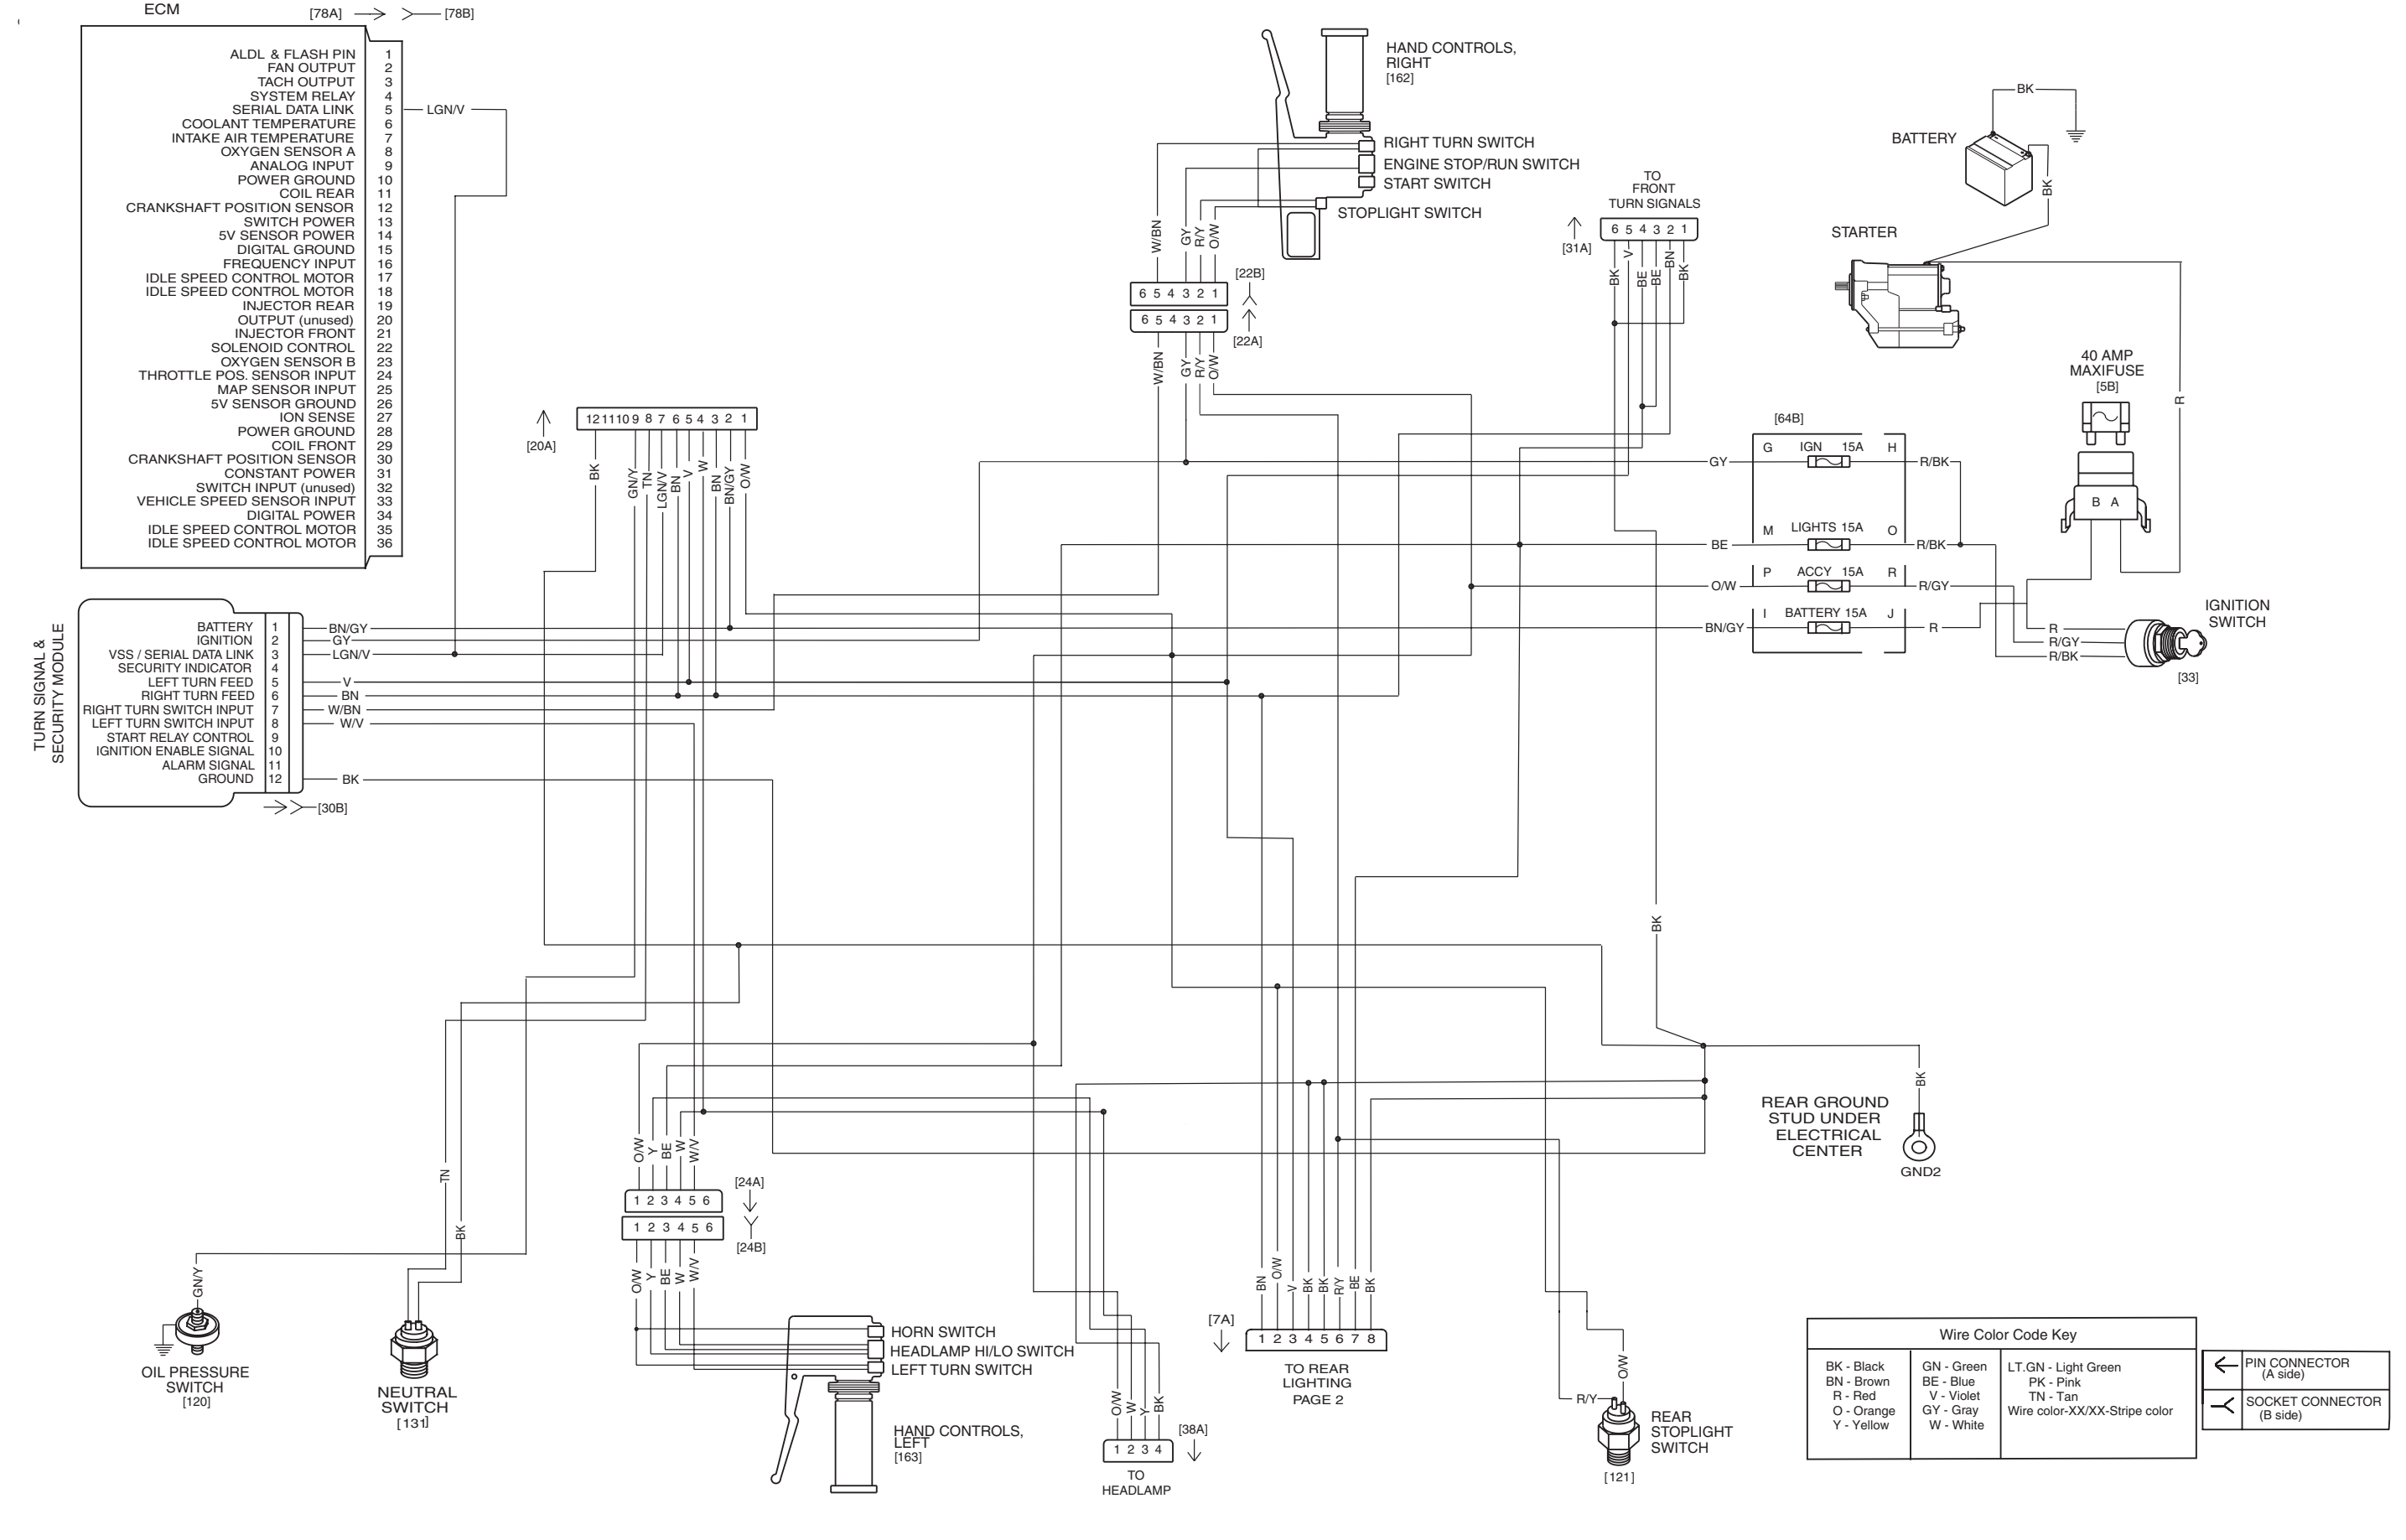 ECM
[78A]
[78B]
ALDL & FLASH PIN 1
FAN OUTPUT 2
TACH OUTPUT 3
SYSTEM RELAY 4
SERIAL DATA LINK 5
LGN/V
COOLANT TEMPERATURE 6
INTAKE AIR TEMPERATURE 7
OXYGEN SENSOR A 8
ANALOG INPUT 9
POWER GROUND 10
COIL REAR 11
CRANKSHAFT POSITION SENSOR 12
SWITCH POWER 13
5V SENSOR POWER 14
DIGITAL GROUND 15
FREQUENCY INPUT 16
IDLE SPEED CONTROL MOTOR 17
IDLE SPEED CONTROL MOTOR 18
INJECTOR REAR 19
OUTPUT (unused) 20
INJECTOR FRONT 21
SOLENOID CONTROL 22
OXYGEN SENSOR B 23
THROTTLE POS. SENSOR INPUT 24
MAP SENSOR INPUT 25
5V SENSOR GROUND 26
ION SENSE 27
POWER GROUND 28
COIL FRONT 29
CRANKSHAFT POSITION SENSOR 30
CONSTANT POWER 31
SWITCH INPUT (unused) 32
VEHICLE SPEED SENSOR INPUT 33
DIGITAL POWER 34
IDLE SPEED CONTROL MOTOR 35
IDLE SPEED CONTROL MOTOR 36
TURN SIGNAL &
SECURITY MODULE
BATTERY 1 BN/GY
IGNITION 2 GY
VSS / SERIAL DATA LINK 3 LGN/V
SECURITY INDICATOR 4
LEFT TURN FEED 5 V
RIGHT TURN FEED 6 BN
RIGHT TURN SWITCH INPUT 7 W/BN
LEFT TURN SWITCH INPUT 8 W/V
START RELAY CONTROL 9
IGNITION ENABLE SIGNAL 10
ALARM SIGNAL 11
GROUND 12 BK
[30B]
[20A]
12 11 10 9 8 7 6 5 4 3 2 1
BK GN/Y TN LGN/V BN V W BN BN/GY O/W
HAND CONTROLS,
RIGHT
[162]
RIGHT TURN SWITCH
ENGINE STOP/RUN SWITCH
START SWITCH
STOPLIGHT SWITCH
W/BN GY R/Y O/W
[22B]
6 5 4 3 2 1
6 5 4 3 2 1
[22A]
W/BN GY R/Y O/W
TO
FRONT
TURN SIGNALS
[31A]
6 5 4 3 2 1
BK V BE BE BN BK
BATTERY
BK
BK
STARTER
R
40 AMP
MAXIFUSE
[5B]
B A
[64B]
GY G IGN 15A H R/BK
BE M LIGHTS 15A O R/BK
O/W P ACCY 15A R R/GY
BN/GY I BATTERY 15A J R
R
R/GY
R/BK
IGNITION
SWITCH
[33]
BK
BK
REAR GROUND
STUD UNDER
ELECTRICAL
CENTER
GND2
TN
BK
GN/Y
OIL PRESSURE
SWITCH
[120]
NEUTRAL
SWITCH
[131]
O/W Y BE W W/V
[24A]
1 2 3 4 5 6
1 2 3 4 5 6
[24B]
O/W Y BE W W/V
HORN SWITCH
HEADLAMP HI/LO SWITCH
LEFT TURN SWITCH
HAND CONTROLS,
LEFT
[163]
O/W W Y BK
[38A]
1 2 3 4
TO
HEADLAMP
BN O/W V BK BK R/Y BE BK
[7A]
1 2 3 4 5 6 7 8
TO REAR
LIGHTING
PAGE 2
R/Y
O/W
REAR
STOPLIGHT
SWITCH
[121]
Wire Color Code Key
BK - Black
BN - Brown
R - Red
O - Orange
Y - Yellow
GN - Green
BE - Blue
V - Violet
GY - Gray
W - White
LT.GN - Light Green
PK - Pink
TN - Tan
Wire color-XX/XX-Stripe color
PIN CONNECTOR
(A side)
SOCKET CONNECTOR
(B side)